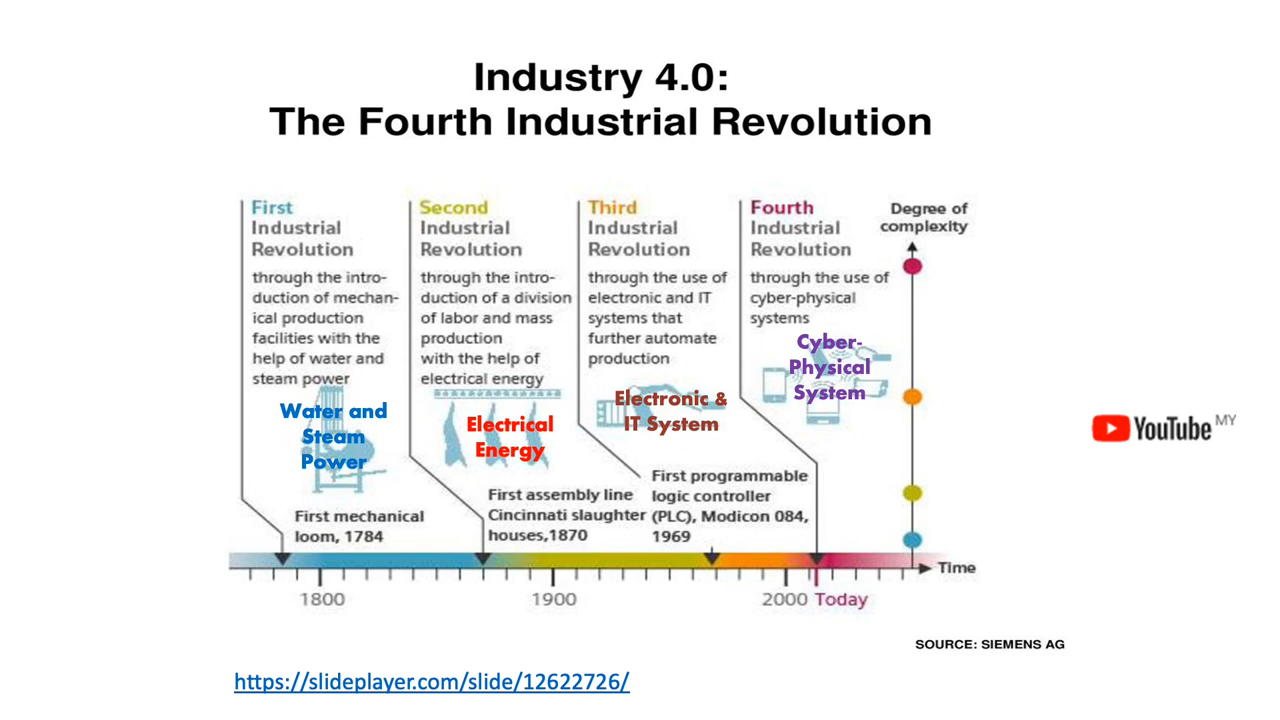 Industry 4.0:
The Fourth Industrial Revolution
First
Industrial
Revolution
through the intro-
duction of mechan-
ical production
facilities with the
help of water and
steam power
Water and
Steam
Power
First mechanical
loom, 1784
Second
Industrial
Revolution
through the intro-
duction of a division
of labor and mass
production
with the help of
electrical energy
Electrical
Energy
First assembly line
Cincinnati slaughter
houses,1870
Third
Industrial
Revolution
through the use of
electronic and IT
systems that
further automate
production
Electronic &
IT System
First programmable
logic controller
(PLC), Modicon 084,
1969
Fourth
Industrial
Revolution
through the use of
cyber-physical
systems
Cyber-
Physical
System
Degree of
complexity
Time
1800
1900
2000 Today
YouTube MY
SOURCE: SIEMENS AG
https://slideplayer.com/slide/12622726/